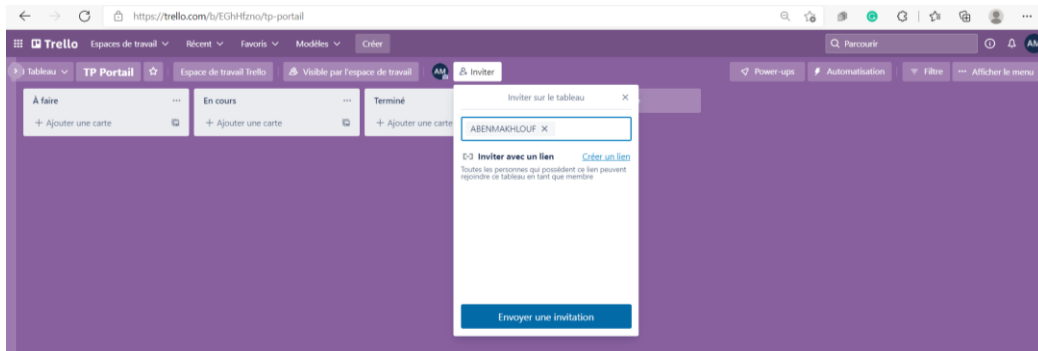 https://trello.com/b/EGhHfzno/tp-portail
Trello Espaces de travail Récent Favoris Modèles Créer Parcourir AM
Tableau TP Portail Espace de travail Trello Visible par l'espace de travail AM Inviter Power-ups Automatisation Filtre ... Afficher le menu
À faire ...
+ Ajouter une carte
En cours ...
+ Ajouter une carte
Terminé
+ Ajouter une carte
Inviter sur le tableau ×
ABENMAKHLOUF ×
Inviter avec un lien Créer un lien
Toutes les personnes qui possèdent ce lien peuvent
rejoindre ce tableau en tant que membre
Envoyer une invitation